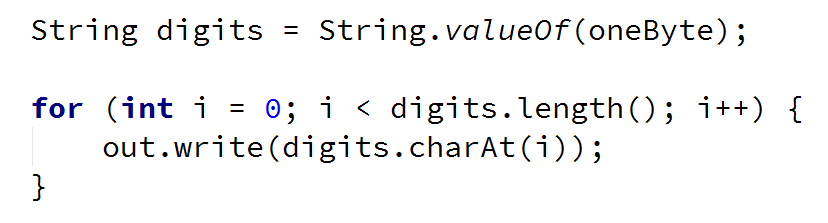 String digits = String.valueOf(oneByte);
for (int i = 0; i < digits.length(); i++) {
    out.write(digits.charAt(i));
}